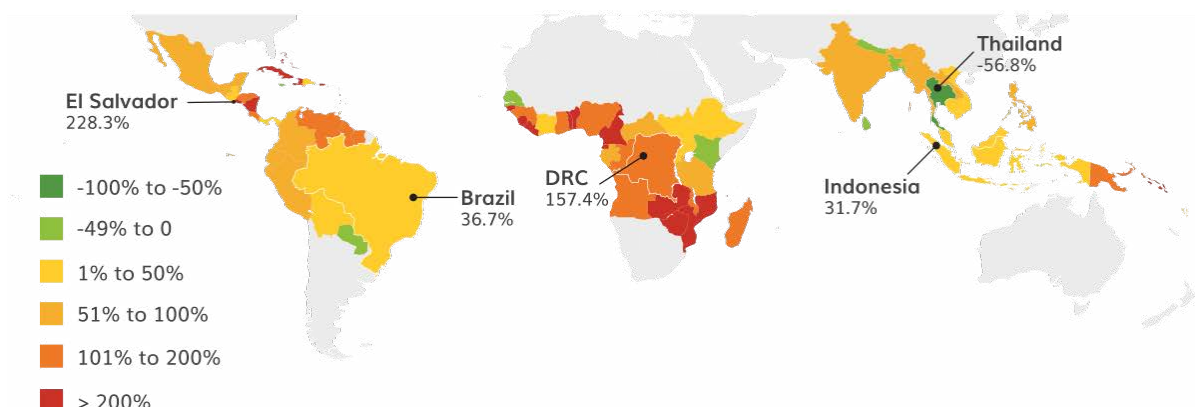 Thailand
-56.8%
El Salvador
228.3%
DRC
157.4%
Brazil
36.7%
Indonesia
31.7%
-100% to -50%
-49% to 0
1% to 50%
51% to 100%
101% to 200%
> 200%